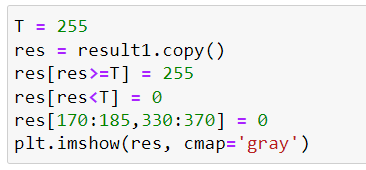 T = 255
res = result1.copy()
res[res>=T] = 255
res[res<T] = 0
res[170:185,330:370] = 0
plt.imshow(res, cmap='gray')